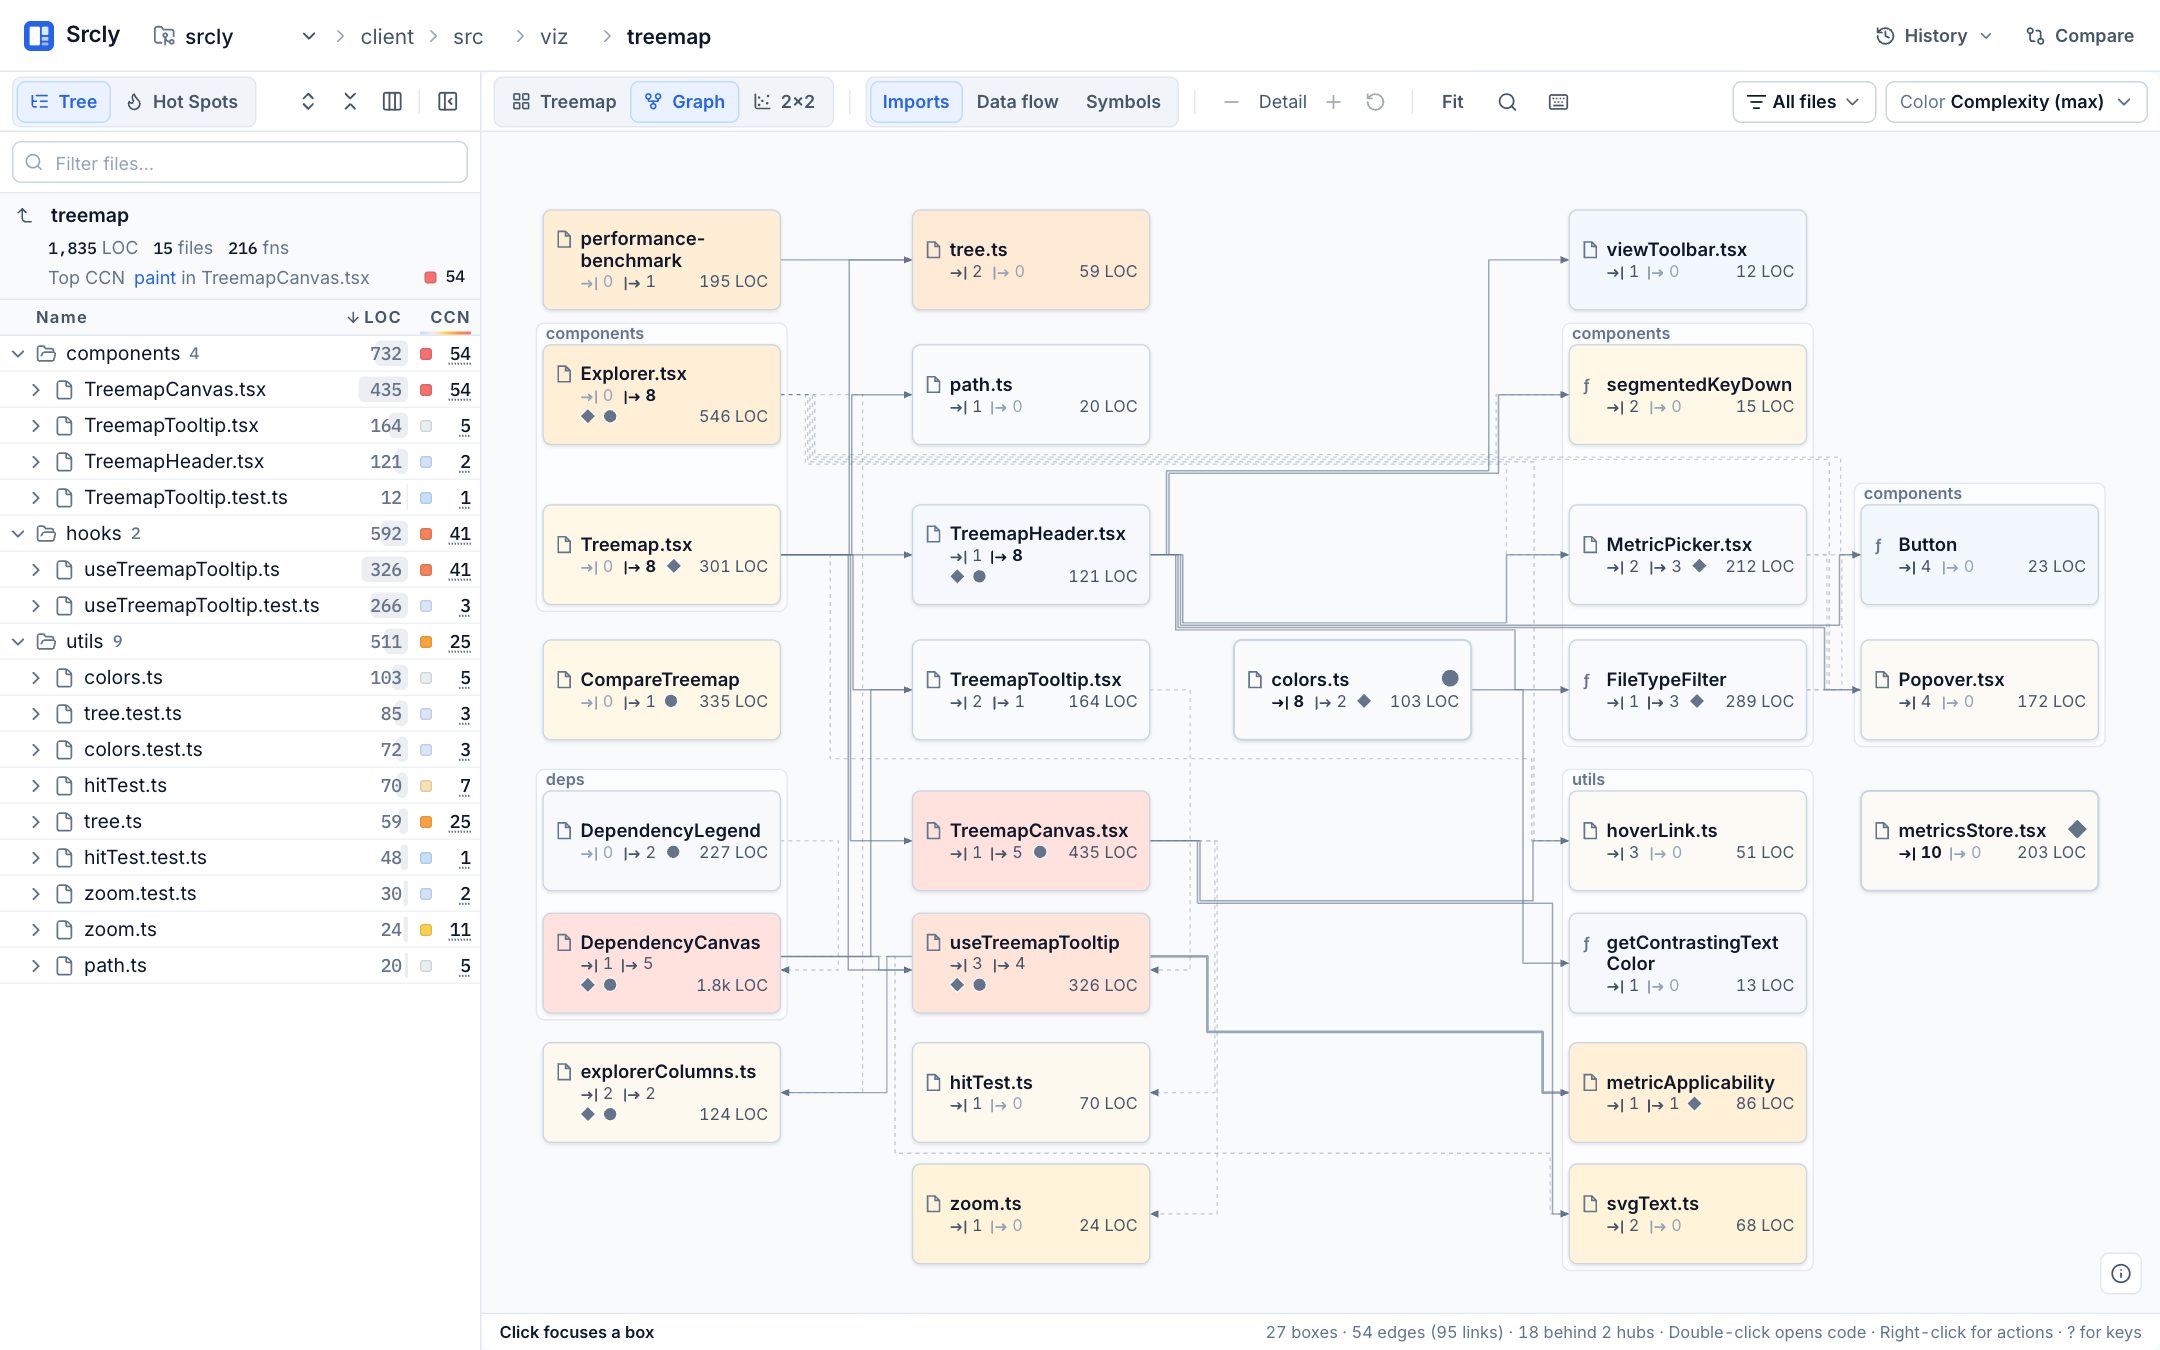 Srcly srcly client src viz treemap History Compare
Tree Hot Spots Treemap Graph 2×2 Imports Data flow Symbols Detail Fit All files Color Complexity (max)
Filter files...
treemap
1,835 LOC 15 files 216 fns
Top CCN paint in TreemapCanvas.tsx 54
Name LOC CCN
components 4 732 54
TreemapCanvas.tsx 435 54
TreemapTooltip.tsx 164 5
TreemapHeader.tsx 121 2
TreemapTooltip.test.ts 12 1
hooks 2 592 41
useTreemapTooltip.ts 326 41
useTreemapTooltip.test.ts 266 3
utils 9 511 25
colors.ts 103 5
tree.test.ts 85 3
colors.test.ts 72 3
hitTest.ts 70 7
tree.ts 59 25
hitTest.test.ts 48 1
zoom.test.ts 30 2
zoom.ts 24 11
path.ts 20 5
performance-
benchmark
0 1 195 LOC
components
Explorer.tsx
0 8
546 LOC
Treemap.tsx
0 8 301 LOC
CompareTreemap
0 1 335 LOC
deps
DependencyLegend
0 2 227 LOC
DependencyCanvas
1 5
1.8k LOC
explorerColumns.ts
2 2
124 LOC
tree.ts
2 0 59 LOC
path.ts
1 0 20 LOC
TreemapHeader.tsx
1 8
121 LOC
TreemapTooltip.tsx
2 1 164 LOC
TreemapCanvas.tsx
1 5 435 LOC
useTreemapTooltip
3 4
326 LOC
hitTest.ts
1 0 70 LOC
zoom.ts
1 0 24 LOC
colors.ts
8 2 103 LOC
viewToolbar.tsx
1 0 12 LOC
components
segmentedKeyDown
2 0 15 LOC
MetricPicker.tsx
2 3 212 LOC
FileTypeFilter
1 3 289 LOC
utils
hoverLink.ts
3 0 51 LOC
getContrastingText
Color
1 0 13 LOC
metricApplicability
1 1 86 LOC
svgText.ts
2 0 68 LOC
components
Button
4 0 23 LOC
Popover.tsx
4 0 172 LOC
metricsStore.tsx
10 0 203 LOC
Click focuses a box 27 boxes · 54 edges (95 links) · 18 behind 2 hubs · Double-click opens code · Right-click for actions · ? for keys